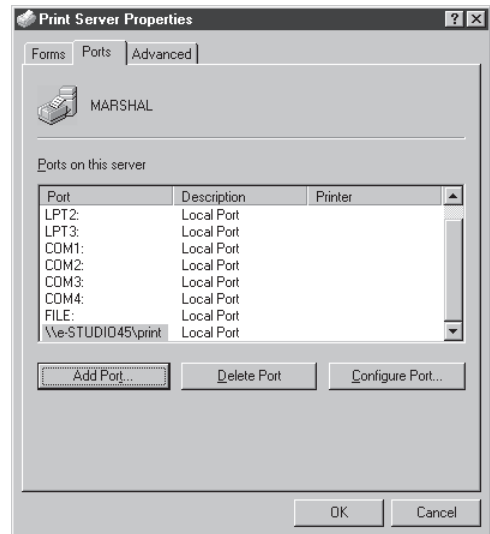 Print Server Properties
Forms Ports Advanced
MARSHAL
Ports on this server
Port Description Printer
LPT2: Local Port
LPT3: Local Port
COM1: Local Port
COM2: Local Port
COM3: Local Port
COM4: Local Port
FILE: Local Port
\\e-STUDIO45\print Local Port
Add Port... Delete Port Configure Port...
OK Cancel